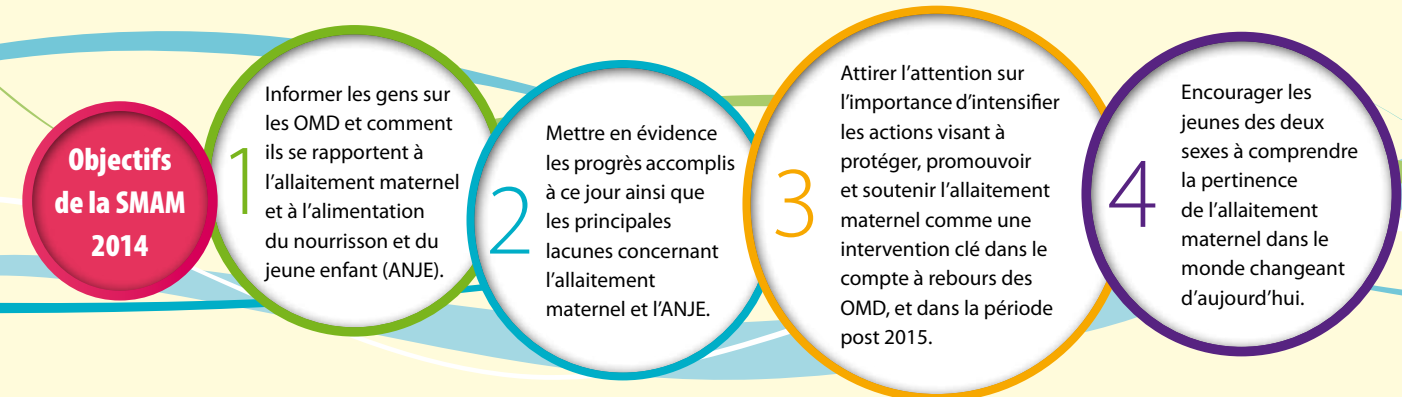 Objectifs
de la SMAM
2014
1
Informer les gens sur
les OMD et comment
ils se rapportent à
l’allaitement maternel
et à l’alimentation
du nourrisson et du
jeune enfant (ANJE).
2
Mettre en évidence
les progrès accomplis
à ce jour ainsi que
les principales
lacunes concernant
l’allaitement
maternel et l’ANJE.
3
Attirer l’attention sur
l’importance d’intensifier
les actions visant à
protéger, promouvoir
et soutenir l’allaitement
maternel comme une
intervention clé dans le
compte à rebours des
OMD, et dans la période
post 2015.
4
Encourager les
jeunes des deux
sexes à comprendre
la pertinence
de l’allaitement
maternel dans le
monde changeant
d’aujourd’hui.